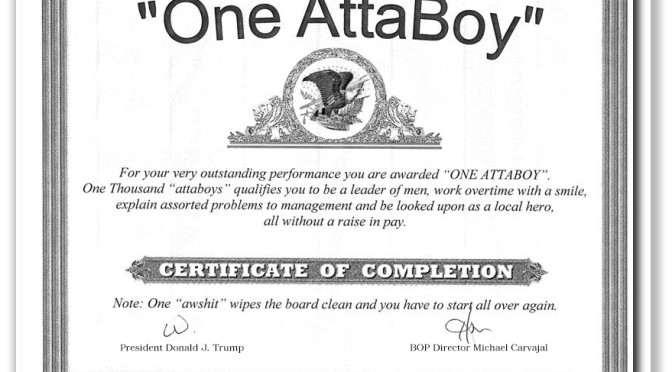 "One AttaBoy"
For your very outstanding performance you are awarded “ONE ATTABOY”.
One Thousand “attaboys” qualifies you to be a leader of men, work overtime with a smile,
explain assorted problems to management and be looked upon as a local hero,
all without a raise in pay.
CERTIFICATE OF COMPLETION
Note: One “awshit” wipes the board clean and you have to start all over again.
President Donald J. Trump
BOP Director Michael Carvajal